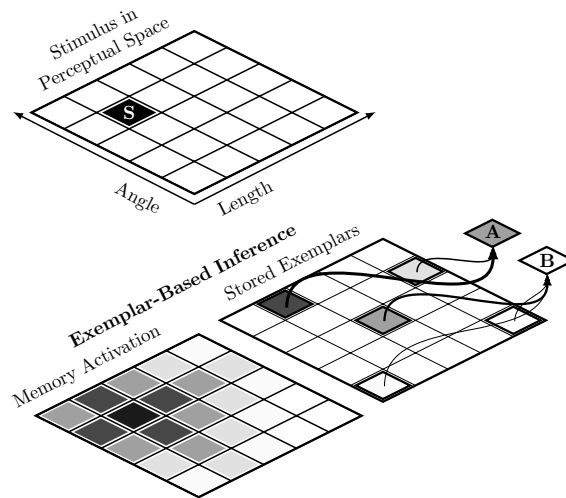 Stimulus in
Perceptual Space
S
Angle
Length
Exemplar-Based Inference
Stored Exemplars
A
B
Memory Activation